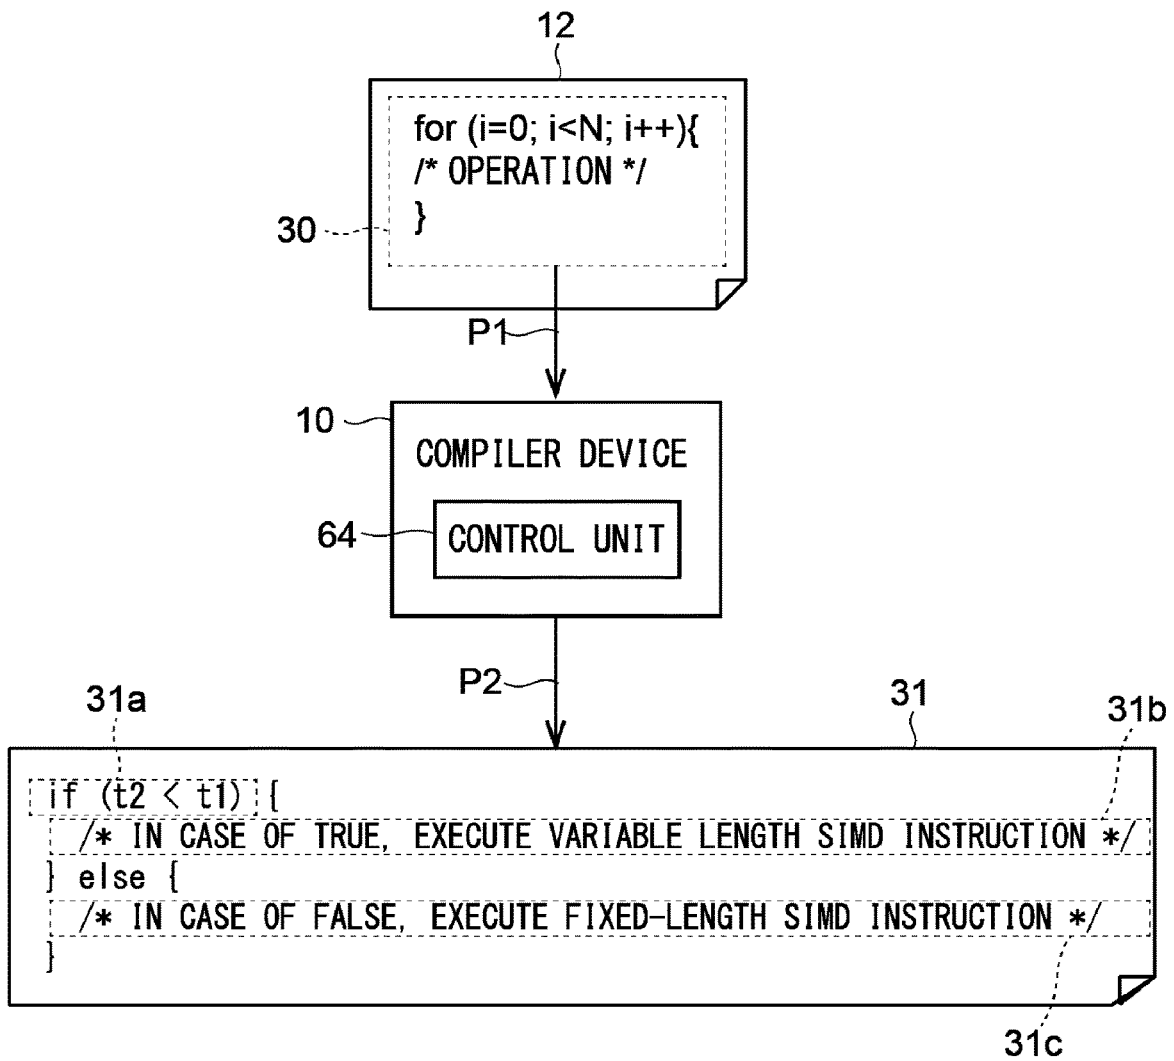 12
for (i=0; i<N; i++){
/* OPERATION */
}
30
P1
10
COMPILER DEVICE
64
CONTROL UNIT
P2
31a
31
31b
if (t2 < t1) {
/* IN CASE OF TRUE, EXECUTE VARIABLE LENGTH SIMD INSTRUCTION */
} else {
/* IN CASE OF FALSE, EXECUTE FIXED-LENGTH SIMD INSTRUCTION */
}
31c